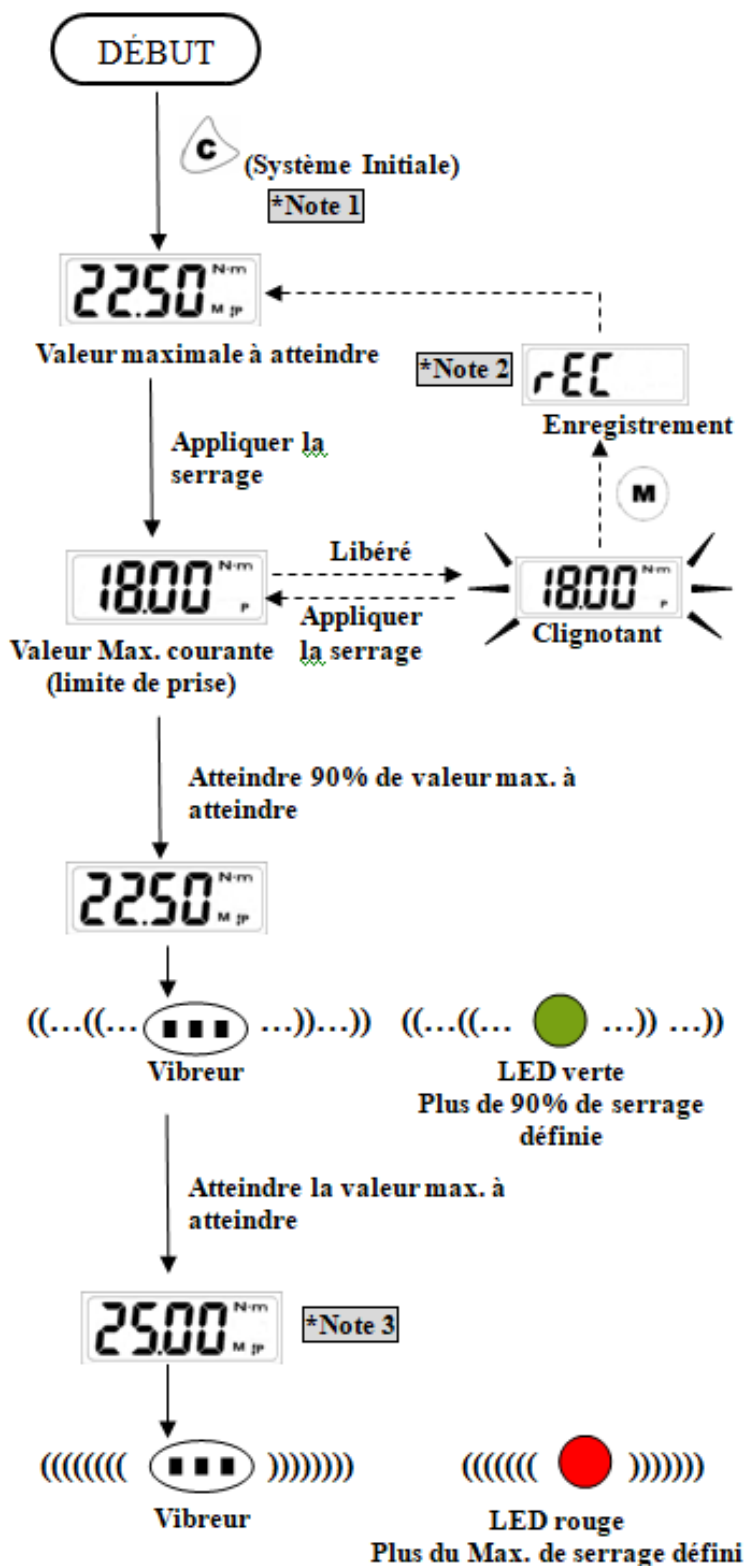 DÉBUT
C
(Système Initiale)
*Note 1
22.50 N·m
M JP
Valeur maximale à atteindre
*Note 2
rEC
Enregistrement
Appliquer la
serrage
M
18.00 N·m
P
Libéré
Appliquer
la serrage
18.00 N·m
P
Clignotant
Valeur Max. courante
(limite de prise)
Atteindre 90% de valeur max. à
atteindre
22.50 N·m
M JP
((…((… …))…)) ((…((… …)) …))
Vibreur
LED verte
Plus de 90% de serrage
définie
Atteindre la valeur max. à
atteindre
25.00 N·m
M JP
*Note 3
(((((((( )))))))) ((((((( )))))))
Vibreur
LED rouge
Plus du Max. de serrage défini